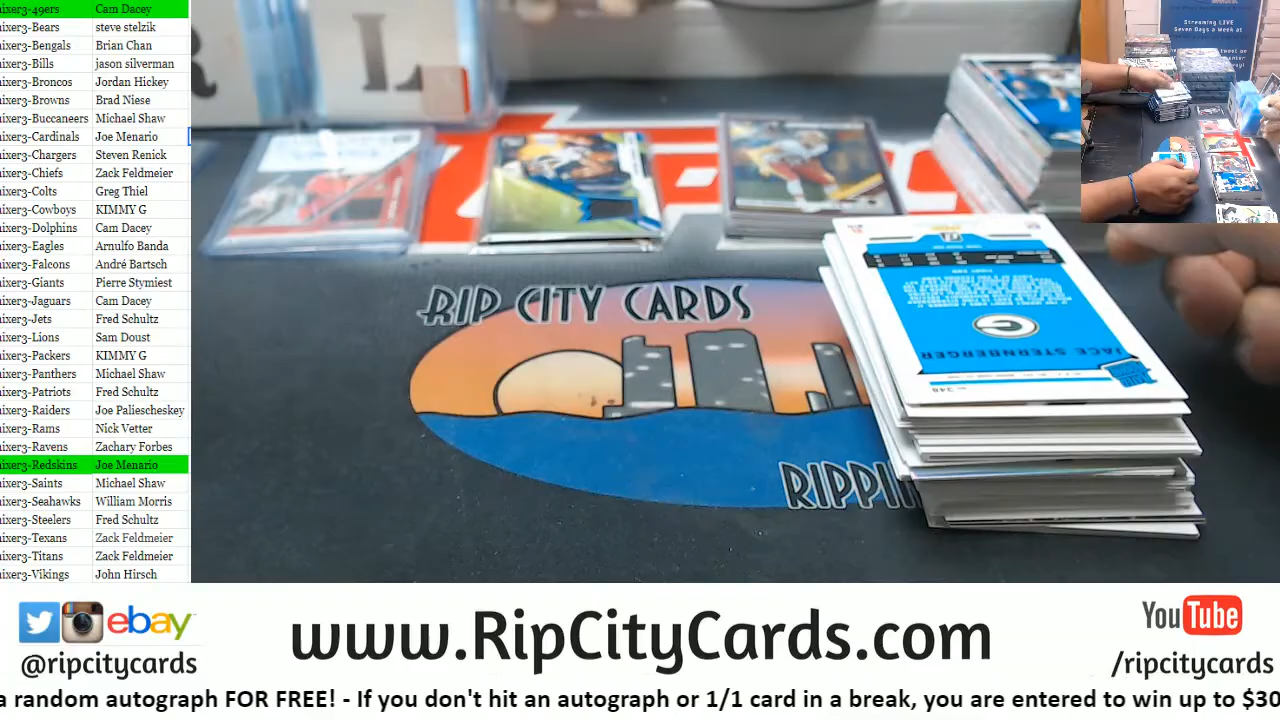 ixer3-49ers Cam Dacey
ixer3-Bears steve stelzik
ixer3-Bengals Brian Chan
ixer3-Bills jason silverman
ixer3-Broncos Jordan Hickey
ixer3-Browns Brad Niese
ixer3-Buccaneers Michael Shaw
ixer3-Cardinals Joe Menario
ixer3-Chargers Steven Renick
ixer3-Chiefs Zack Feldmeier
ixer3-Colts Greg Thiel
ixer3-Cowboys KIMMY G
ixer3-Dolphins Cam Dacey
ixer3-Eagles Arnulfo Banda
ixer3-Falcons André Bartsch
ixer3-Giants Pierre Stymiest
ixer3-Jaguars Cam Dacey
ixer3-Jets Fred Schultz
ixer3-Lions Sam Doust
ixer3-Packers KIMMY G
ixer3-Panthers Michael Shaw
ixer3-Patriots Fred Schultz
ixer3-Raiders Joe Paliescheskey
ixer3-Rams Nick Vetter
ixer3-Ravens Zachary Forbes
ixer3-Redskins Joe Menario
ixer3-Saints Michael Shaw
ixer3-Seahawks William Morris
ixer3-Steelers Fred Schultz
ixer3-Texans Zack Feldmeier
ixer3-Titans Zack Feldmeier
ixer3-Vikings John Hirsch
Streaming LIVE
Seven Days a Week at
RIP CITY CARDS
RIPPIN
JACE STERNBERGER
G
ebay
@ripcitycards
www.RipCityCards.com
YouTube
/ripcitycards
a random autograph FOR FREE! - If you don't hit an autograph or 1/1 card in a break, you are entered to win up to $30